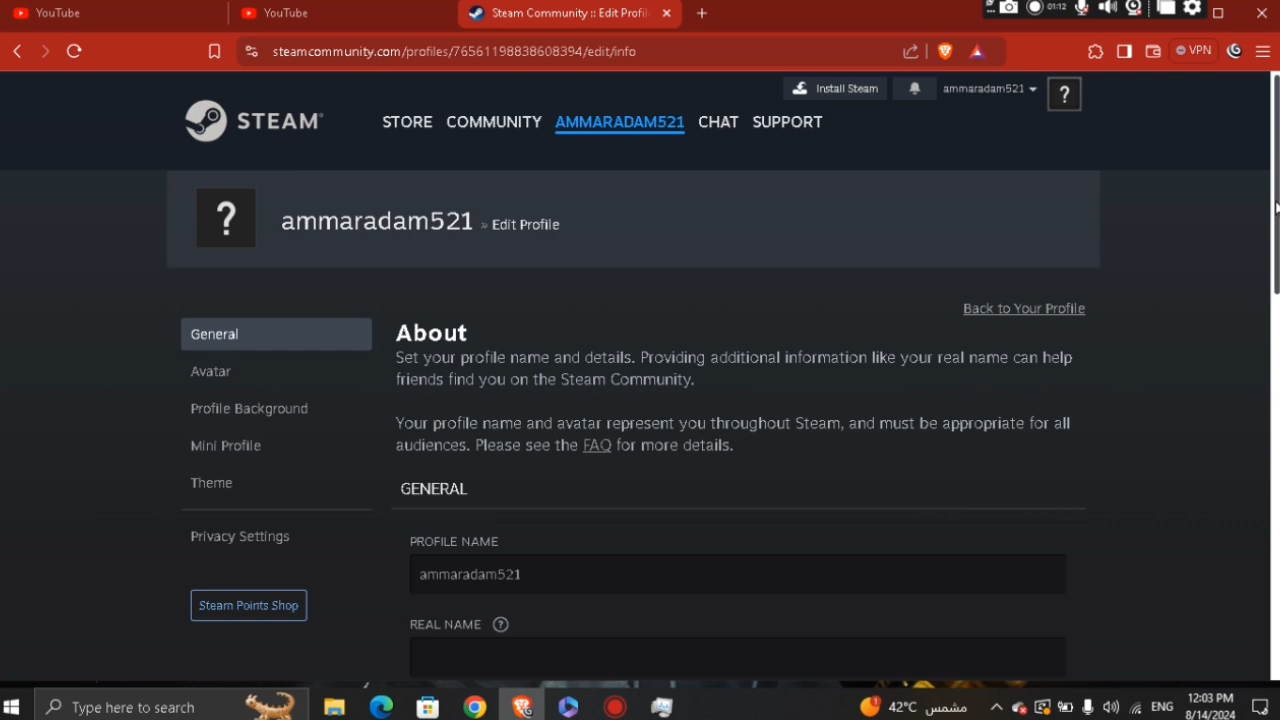 YouTube
YouTube
Steam Community :: Edit Profil
01:12
steamcommunity.com/profiles/76561198838608394/edit/info
VPN
Install Steam
ammaradam521
?
STEAM®
STORE
COMMUNITY
AMMARADAM521
CHAT
SUPPORT
?
ammaradam521 » Edit Profile
Back to Your Profile
General
Avatar
Profile Background
Mini Profile
Theme
Privacy Settings
Steam Points Shop
About
Set your profile name and details. Providing additional information like your real name can help
friends find you on the Steam Community.
Your profile name and avatar represent you throughout Steam, and must be appropriate for all
audiences. Please see the FAQ for more details.
GENERAL
PROFILE NAME
ammaradam521
REAL NAME ?
Type here to search
1
42°C
مشمس
ENG
12:03 PM
8/14/2024